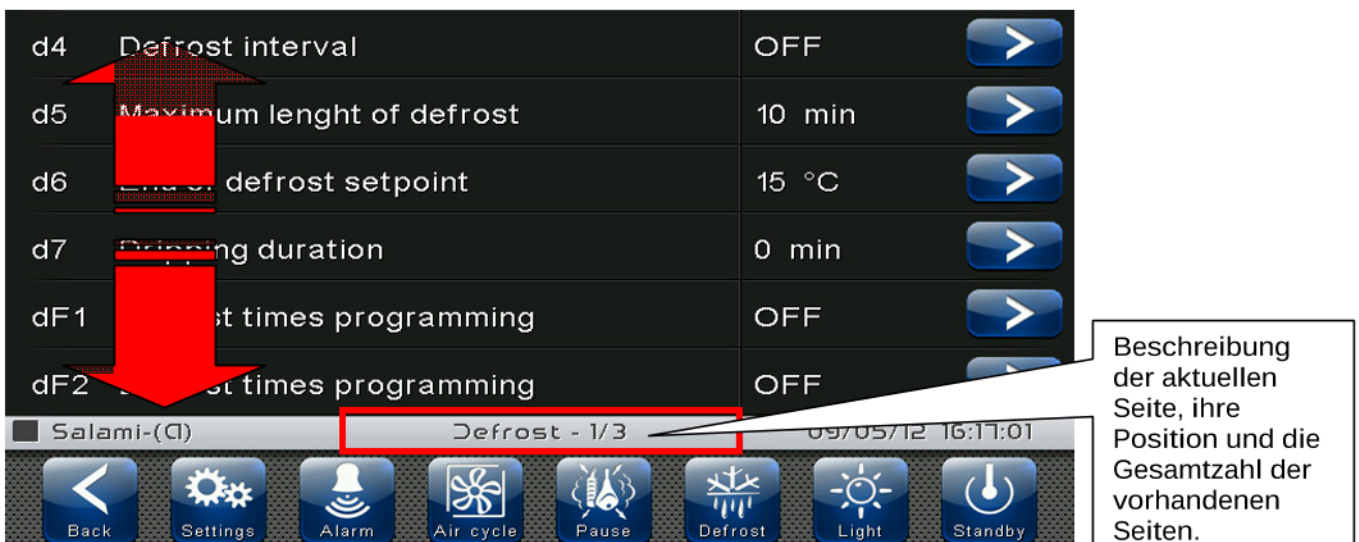 d4 Defrost interval OFF >
d5 Maximum lenght of defrost 10 min >
d6 End of defrost setpoint 15 °C >
d7 Dripping duration 0 min >
dF1 st times programming OFF >
dF2 st times programming OFF
Salami-(A) Defrost - 1/3 09/05/12 16:17:01
Back Settings Alarm Air cycle Pause Defrost Light Standby
Beschreibung
der aktuellen
Seite, ihre
Position und die
Gesamtzahl der
vorhandenen
Seiten.